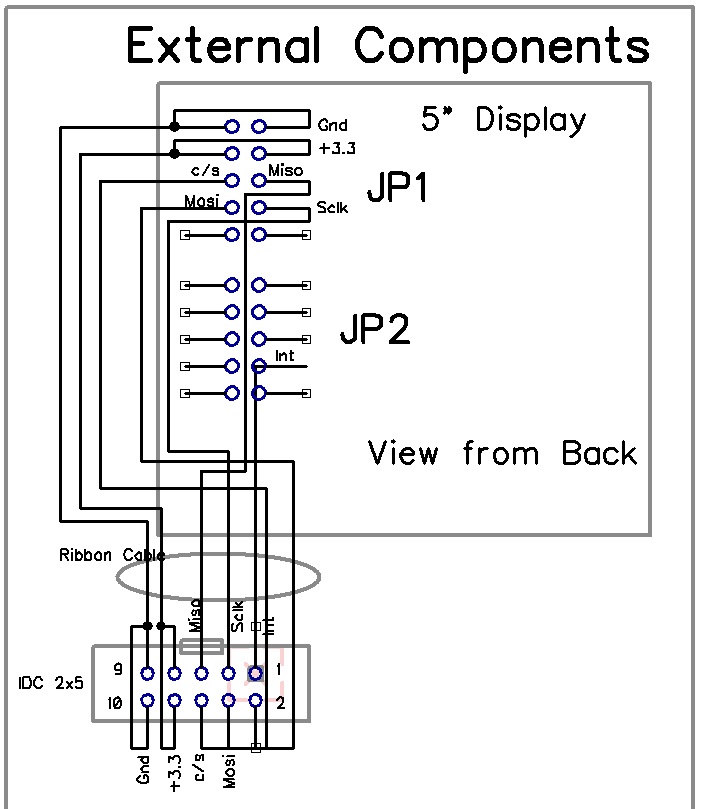 External Components
5" Display
Gnd
+3.3
c/s
Miso
JP1
Mosi
Sclk
JP2
Int
View from Back
Ribbon Cable
Miso
Sclk
Int
9
1
IDC 2x5
10
2
Gnd
+3.3
c/s
Mosi